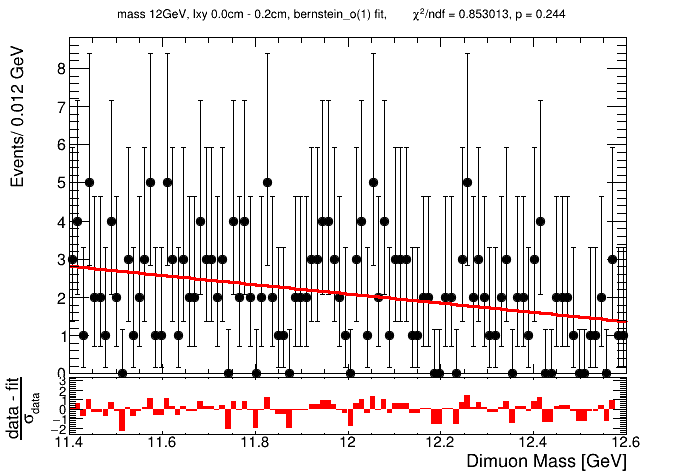 mass 12GeV, lxy 0.0cm - 0.2cm, bernstein_o(1) fit, χ²/ndf = 0.853013, p = 0.244
Events/ 0.012 GeV
8
7
6
5
4
3
2
1
0
data - fit
σdata
3
2
1
0
−1
−2
11.4 11.6 11.8 12 12.2 12.4 12.6
Dimuon Mass [GeV]